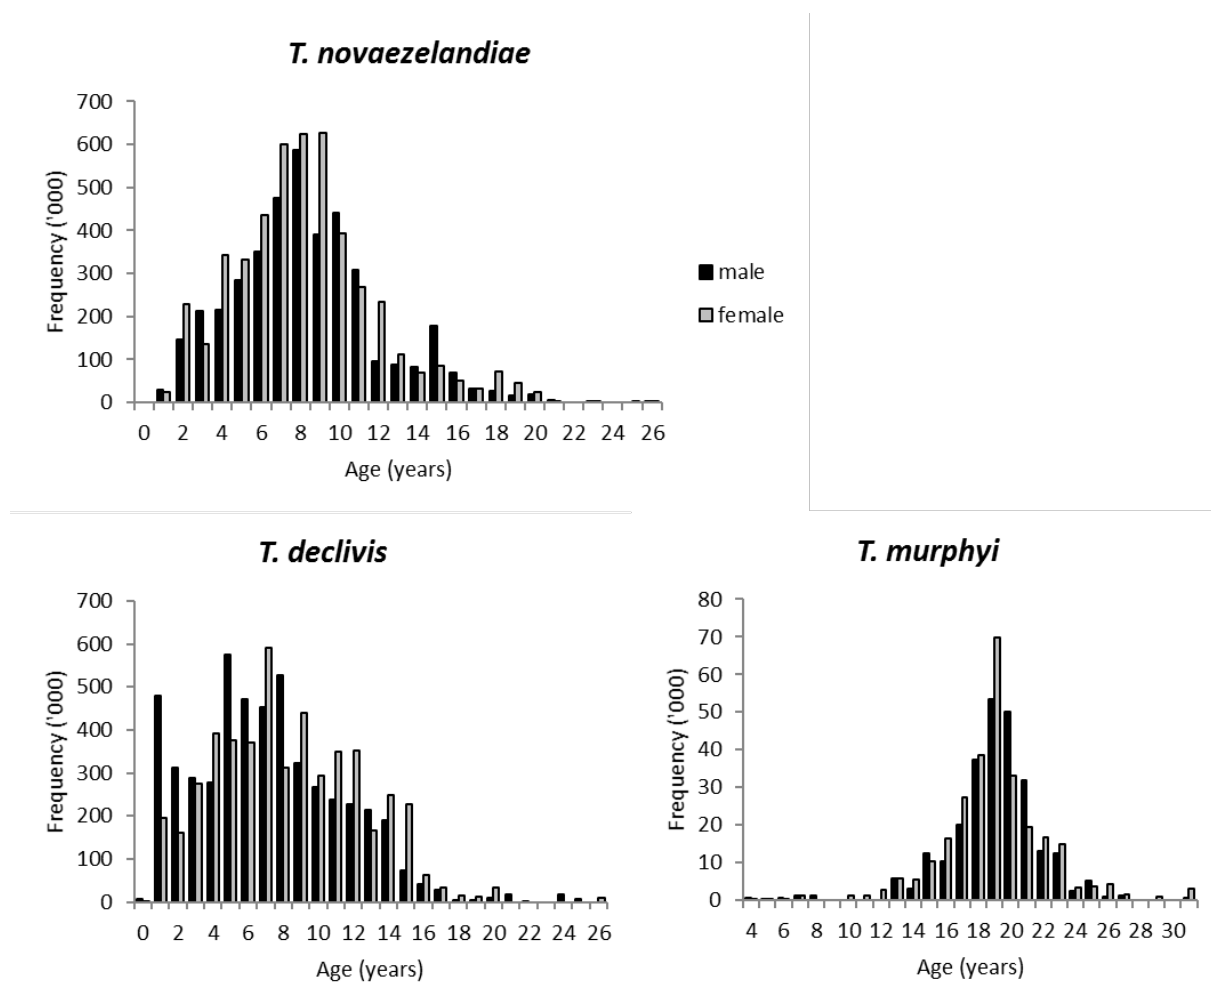 T. novaezelandiae
700
600
500
400
300
200
100
0
Frequency ('000)
0 2 4 6 8 10 12 14 16 18 20 22 24 26
Age (years)
male
female
T. declivis
700
600
500
400
300
200
100
0
Frequency ('000)
0 2 4 6 8 10 12 14 16 18 20 22 24 26
Age (years)
T. murphyi
80
70
60
50
40
30
20
10
0
Frequency ('000)
4 6 8 10 12 14 16 18 20 22 24 26 28 30
Age (years)